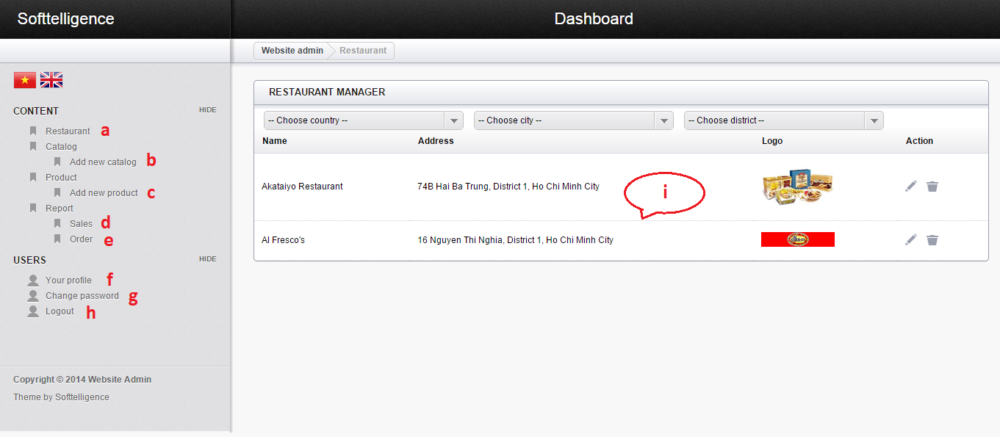 Softtelligence
Dashboard
Website admin Restaurant
CONTENT HIDE
Restaurant a
Catalog
Add new catalog b
Product
Add new product c
Report
Sales d
Order e
USERS HIDE
Your profile f
Change password g
Logout h
Copyright © 2014 Website Admin
Theme by Softtelligence
RESTAURANT MANAGER
-- Choose country -- -- Choose city -- -- Choose district --
Name Address Logo Action
Akataiyo Restaurant 74B Hai Ba Trung, District 1, Ho Chi Minh City i
Al Fresco's 16 Nguyen Thi Nghia, District 1, Ho Chi Minh City